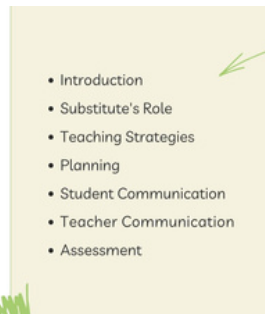 • Introduction
• Substitute's Role
• Teaching Strategies
• Planning
• Student Communication
• Teacher Communication
• Assessment